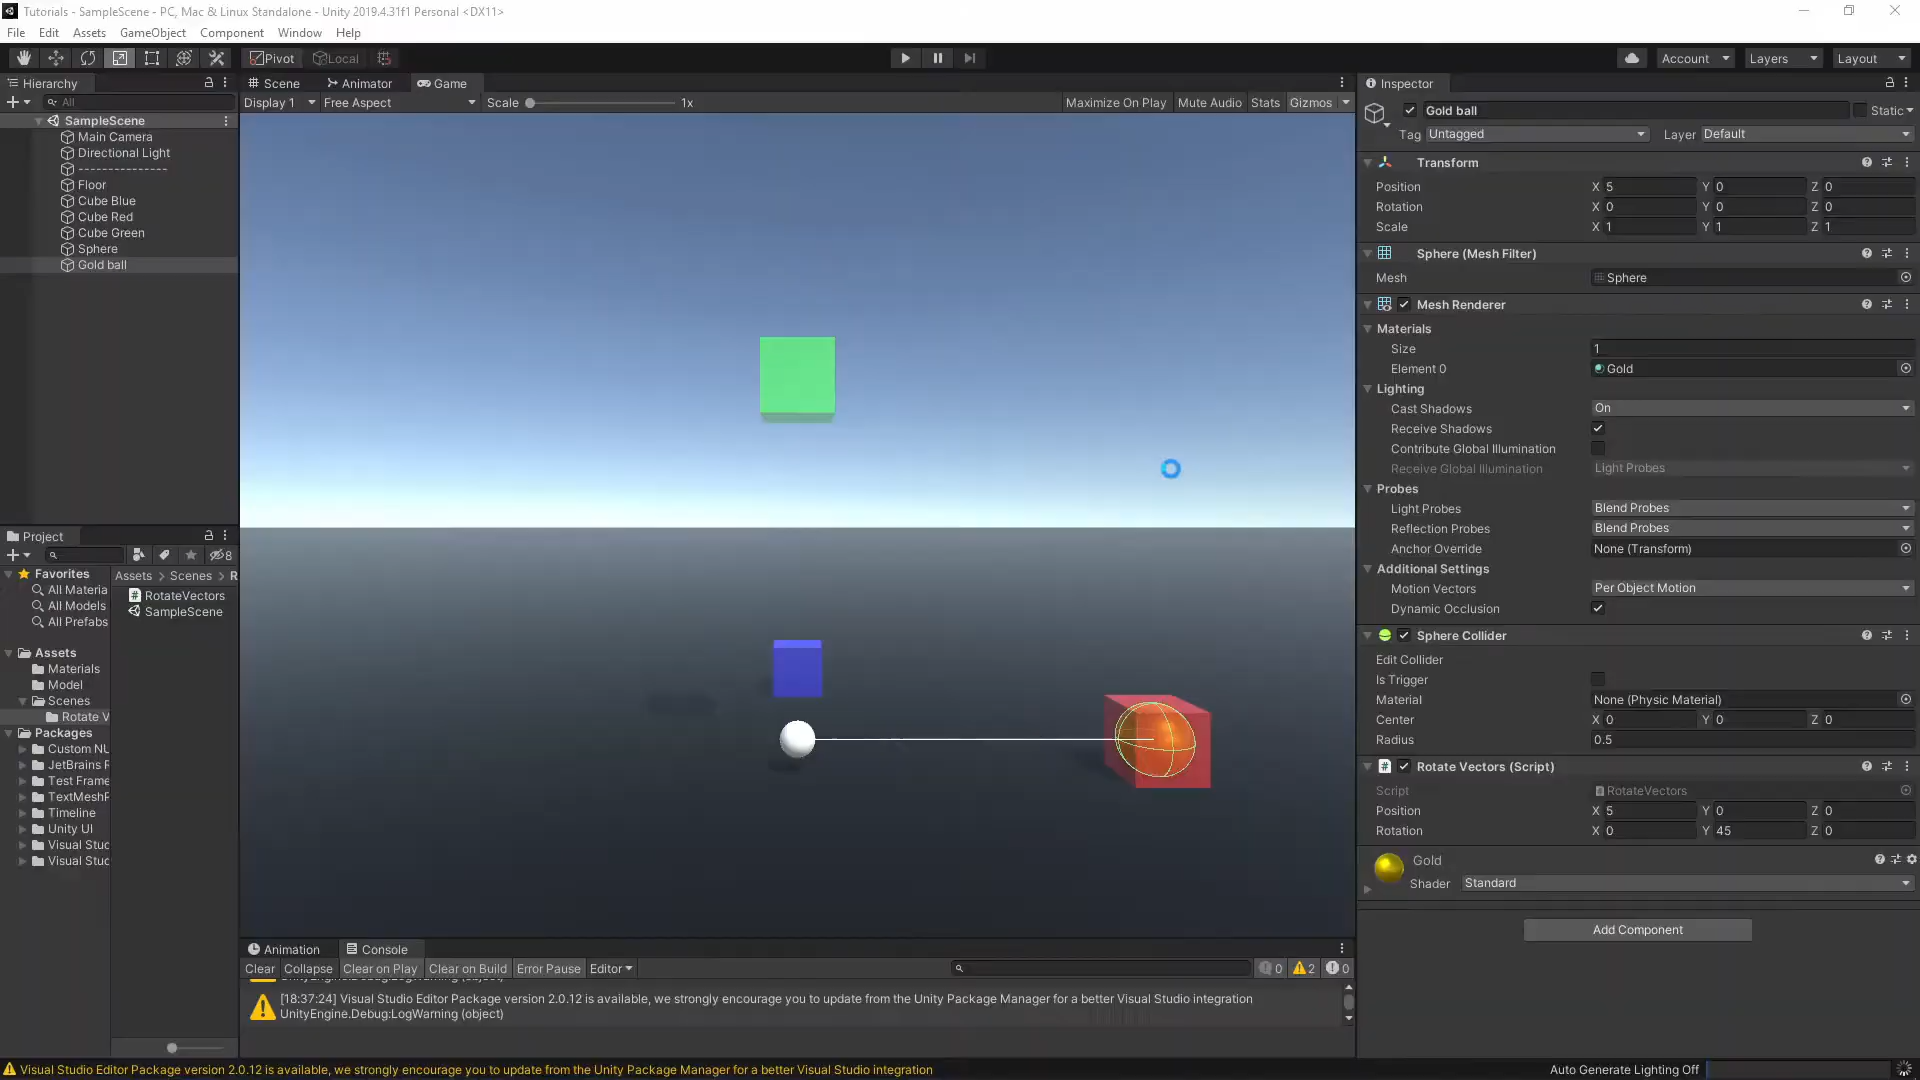 Tutorials - SampleScene - PC, Mac & Linux Standalone - Unity 2019.4.31f1 Personal <DX11>
File Edit Assets GameObject Component Window Help
Pivot Local Account Layers Layout
Hierarchy
All
SampleScene
Main Camera
Directional Light
---------------
Floor
Cube Blue
Cube Red
Cube Green
Sphere
Gold ball
Scene Animator Game
Display 1 Free Aspect Scale 1x Maximize On Play Mute Audio Stats Gizmos
Inspector
Gold ball Static
Tag Untagged Layer Default
Transform
Position X 5 Y 0 Z 0
Rotation X 0 Y 0 Z 0
Scale X 1 Y 1 Z 1
Sphere (Mesh Filter)
Mesh Sphere
Mesh Renderer
Materials
Size 1
Element 0 Gold
Lighting
Cast Shadows On
Receive Shadows
Contribute Global Illumination
Receive Global Illumination Light Probes
Probes
Light Probes Blend Probes
Reflection Probes Blend Probes
Anchor Override None (Transform)
Additional Settings
Motion Vectors Per Object Motion
Dynamic Occlusion
Sphere Collider
Edit Collider
Is Trigger
Material None (Physic Material)
Center X 0 Y 0 Z 0
Radius 0.5
Rotate Vectors (Script)
Script RotateVectors
Position X 5 Y 0 Z 0
Rotation X 0 Y 45 Z 0
Gold
Shader Standard
Add Component
Project
8
Favorites
All Materia
All Models
All Prefabs
Assets
Materials
Model
Scenes
Rotate V
Packages
Custom NU
JetBrains R
Test Frame
TextMeshP
Timeline
Unity UI
Visual Stud
Visual Stud
Assets > Scenes > R
RotateVectors
SampleScene
Animation Console
Clear Collapse Clear on Play Clear on Build Error Pause Editor 0 2 0
[18:37:24] Visual Studio Editor Package version 2.0.12 is available, we strongly encourage you to update from the Unity Package Manager for a better Visual Studio integration
UnityEngine.Debug:LogWarning (object)
Visual Studio Editor Package version 2.0.12 is available, we strongly encourage you to update from the Unity Package Manager for a better Visual Studio integration
Auto Generate Lighting Off